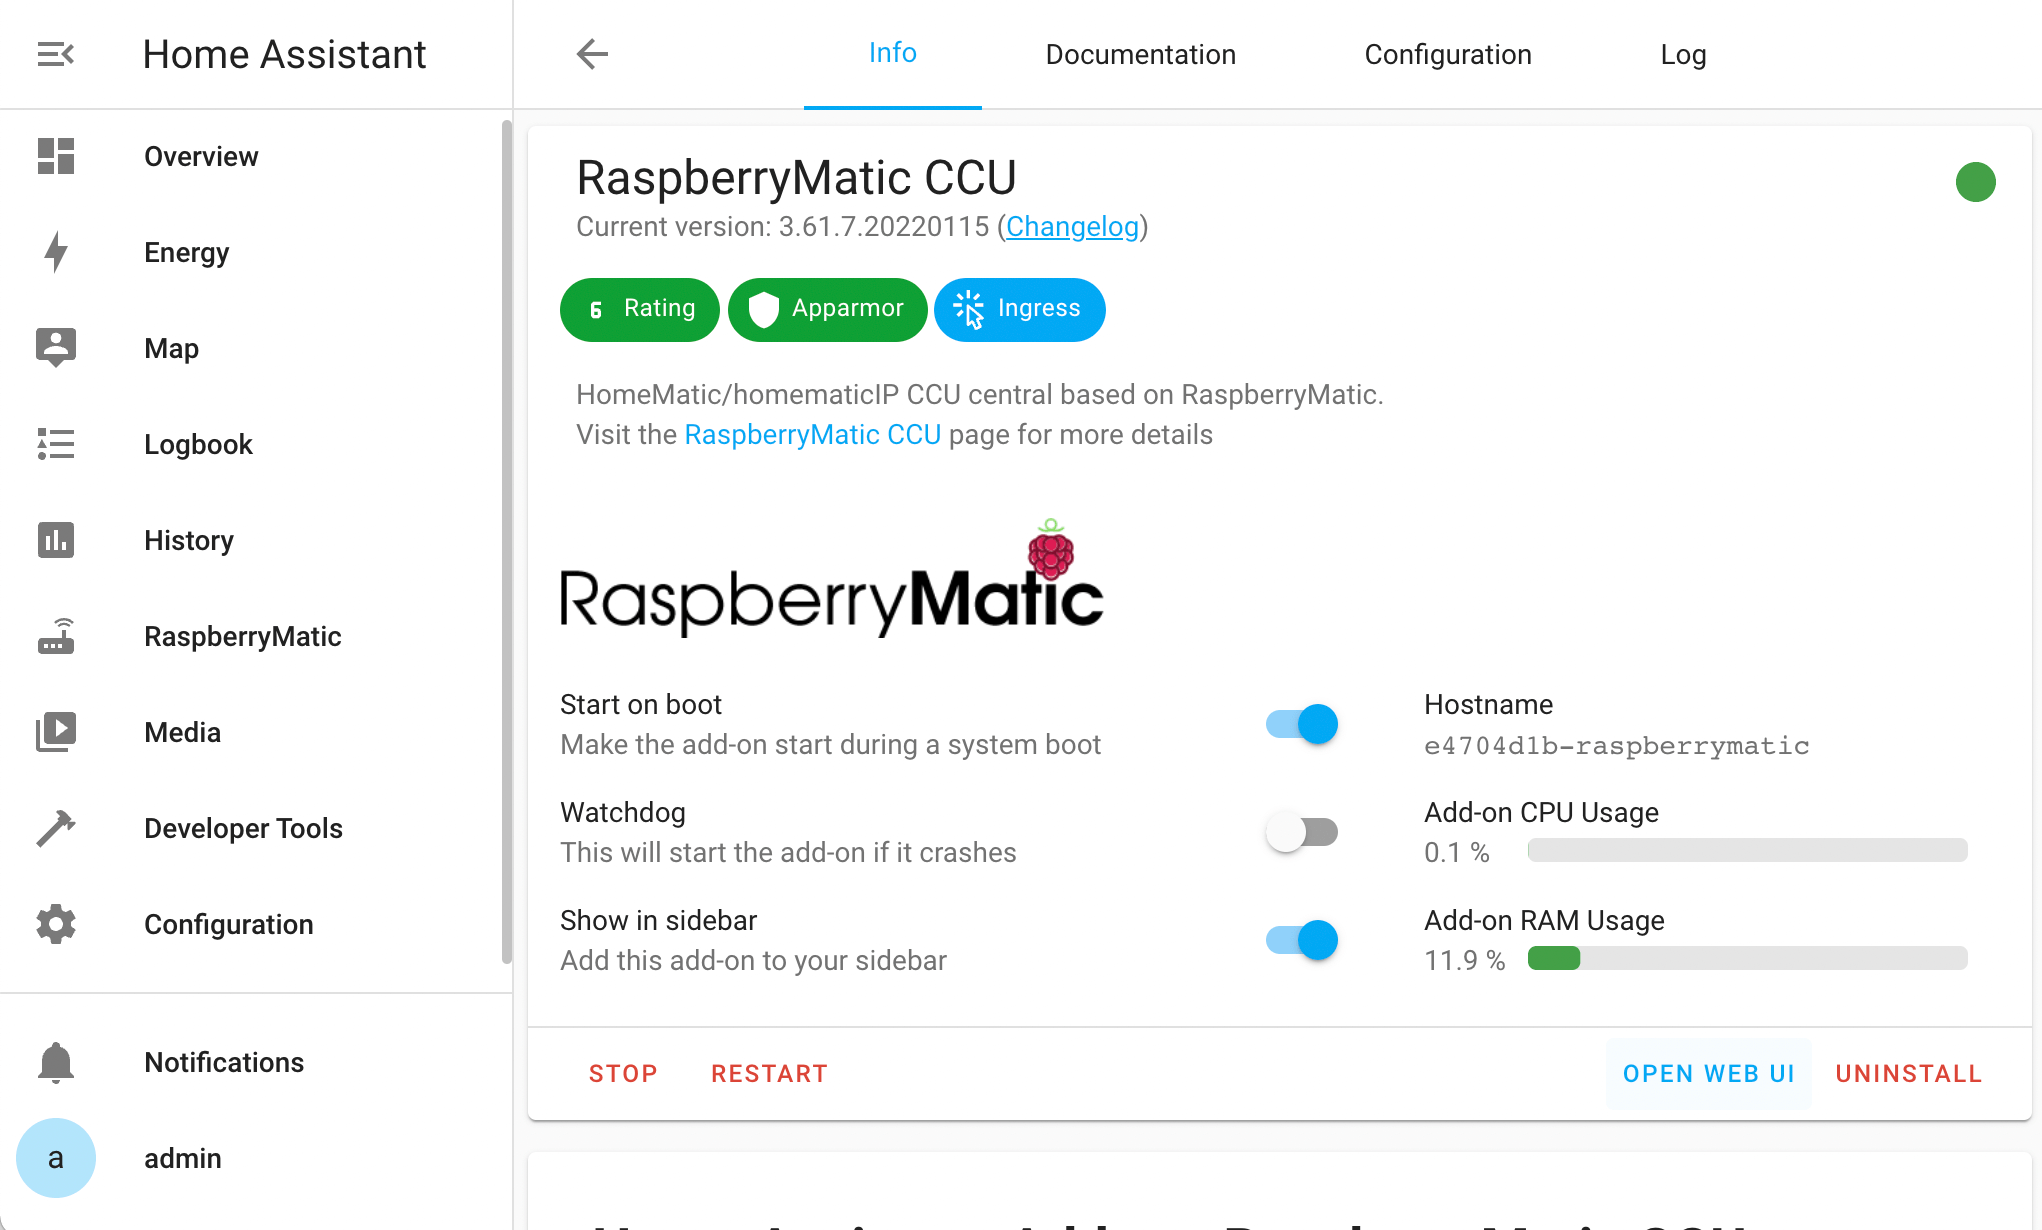 Home Assistant
Overview
Energy
Map
Logbook
History
RaspberryMatic
Media
Developer Tools
Configuration
Notifications
a admin
Info Documentation Configuration Log
RaspberryMatic CCU
Current version: 3.61.7.20220115 (Changelog)
6 Rating Apparmor Ingress
HomeMatic/homematicIP CCU central based on RaspberryMatic.
Visit the RaspberryMatic CCU page for more details
RaspberryMatic
Start on boot
Make the add-on start during a system boot
Hostname
e4704d1b-raspberrymatic
Watchdog
This will start the add-on if it crashes
Add-on CPU Usage
0.1 %
Show in sidebar
Add this add-on to your sidebar
Add-on RAM Usage
11.9 %
STOP RESTART OPEN WEB UI UNINSTALL